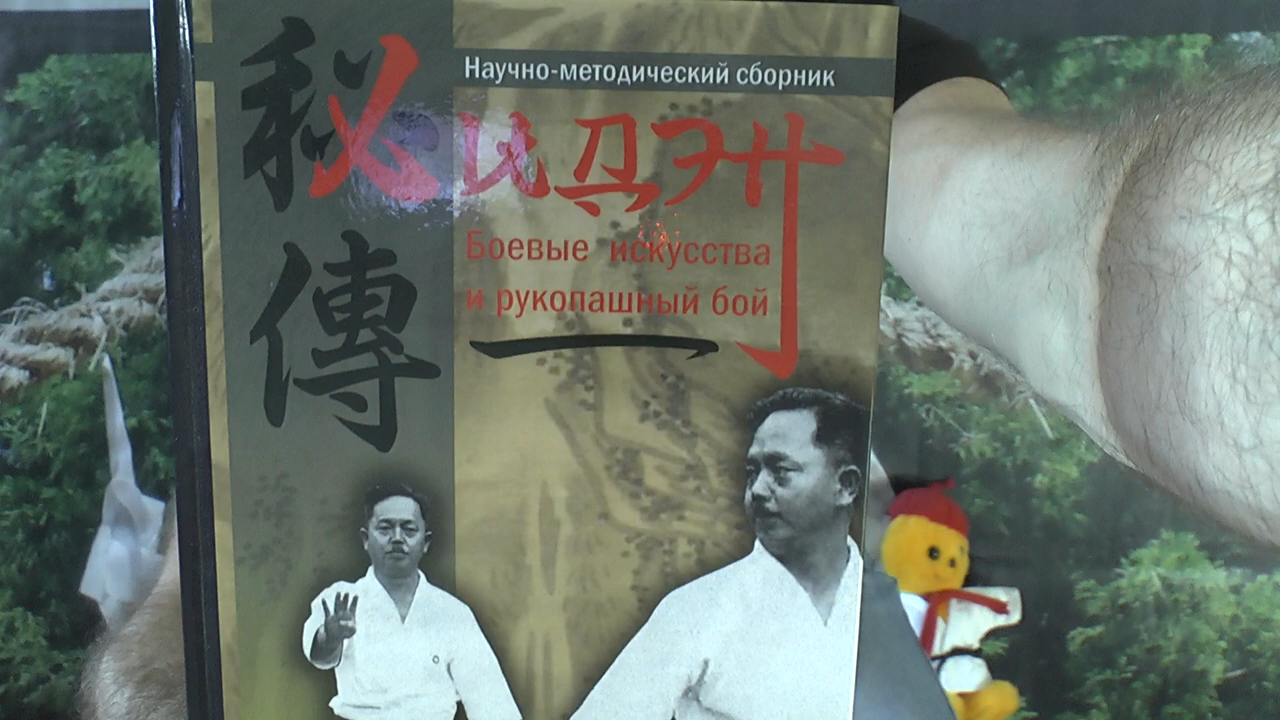 秘傳
Научно-методический сборник
Хидэн
Боевые искусства
и рукопашный бой